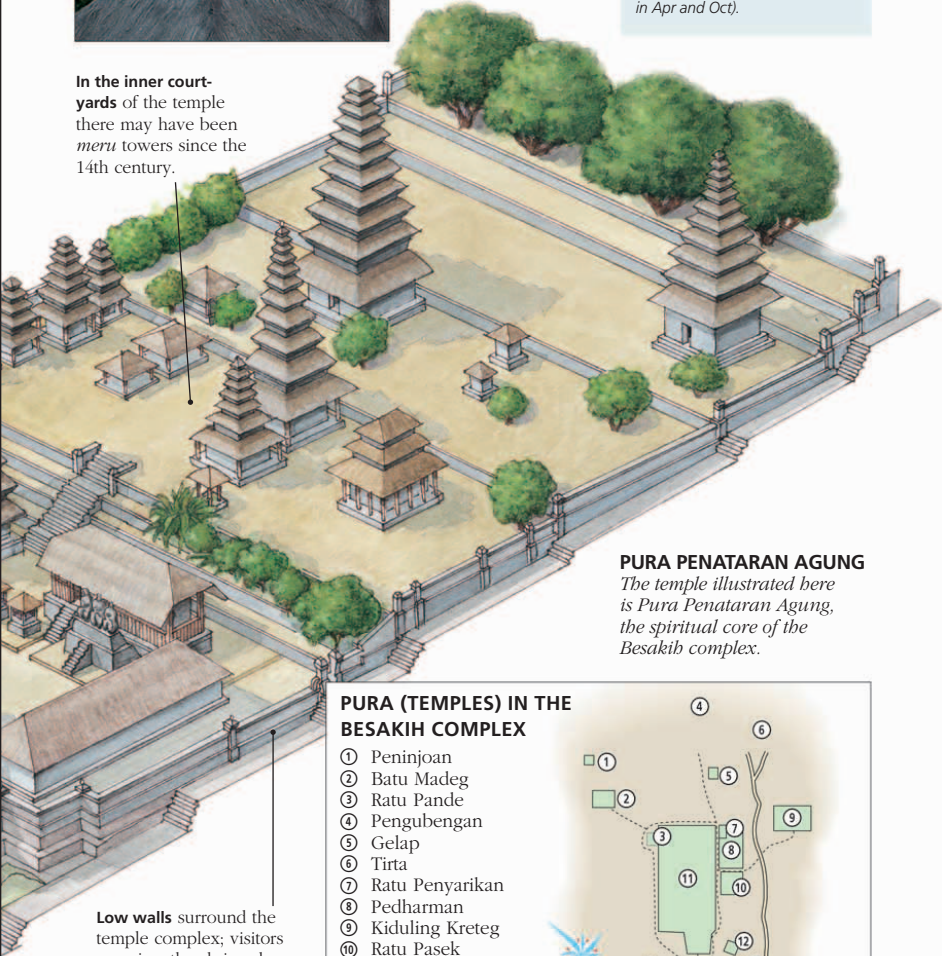 in Apr and Oct).
In the inner court-
yards of the temple
there may have been
meru towers since the
14th century.
PURA PENATARAN AGUNG
The temple illustrated here
is Pura Penataran Agung,
the spiritual core of the
Besakih complex.
PURA (TEMPLES) IN THE
BESAKIH COMPLEX
① Peninjoan
② Batu Madeg
③ Ratu Pande
④ Pengubengan
⑤ Gelap
⑥ Tirta
⑦ Ratu Penyarikan
⑧ Pedharman
⑨ Kiduling Kreteg
⑩ Ratu Pasek
④
⑥
①
⑤
②
⑨
⑦
③
⑧
⑪
⑩
⑫
Low walls surround the
temple complex; visitors